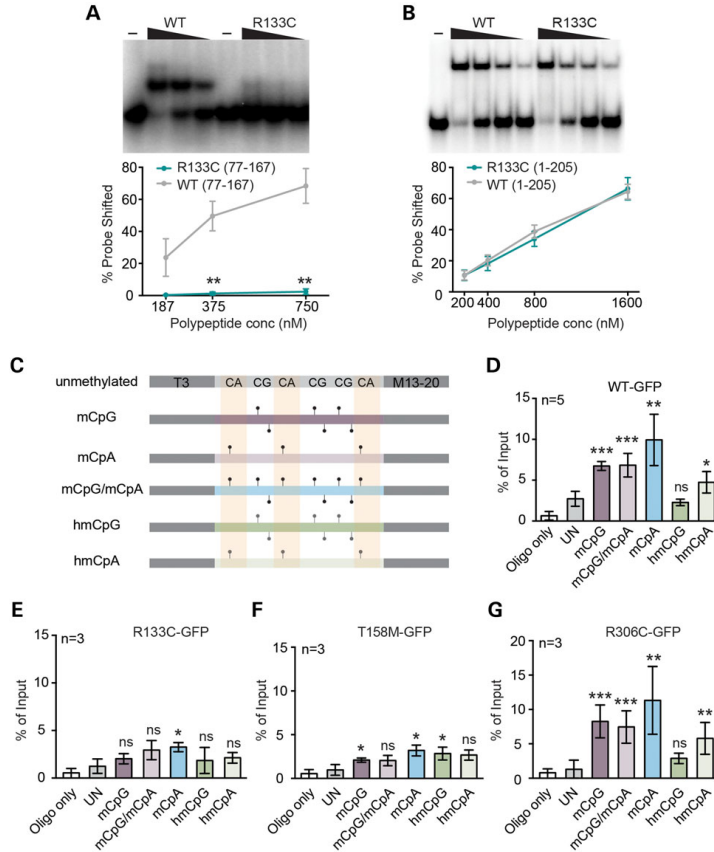 A
B
– WT – R133C
– WT R133C
R133C (77-167)
WT (77-167)
R133C (1-205)
WT (1-205)
% Probe Shifted
80
60
40
20
0
**
**
187
375
750
Polypeptide conc (nM)
% Probe Shifted
80
60
40
20
0
200
400
800
1600
Polypeptide conc (nM)
C
unmethylated
T3
CA
CG
CA
CG
CG
CA
M13-20
mCpG
mCpA
mCpG/mCpA
hmCpG
hmCpA
D
WT-GFP
n=5
% of Input
15
10
5
0
***
***
**
ns
*
Oligo only
UN
mCpG
mCpG/mCpA
mCpA
hmCpG
hmCpA
E
R133C-GFP
n=3
% of Input
15
10
5
0
ns
ns
*
ns
ns
Oligo only
UN
mCpG
mCpG/mCpA
mCpA
hmCpG
hmCpA
F
T158M-GFP
n=3
% of Input
15
10
5
0
*
ns
*
*
ns
Oligo only
UN
mCpG
mCpG/mCpA
mCpA
hmCpG
hmCpA
G
R306C-GFP
n=3
% of Input
20
15
10
5
0
***
***
**
ns
**
Oligo only
UN
mCpG
mCpG/mCpA
mCpA
hmCpG
hmCpA